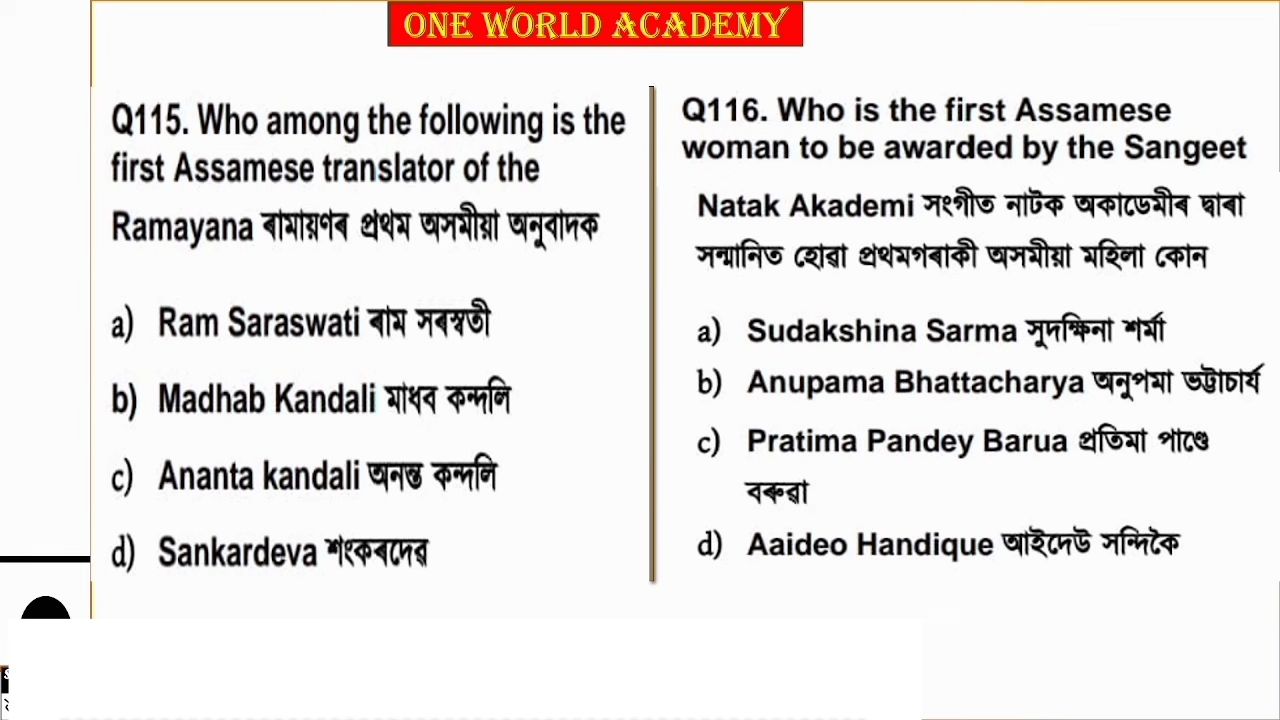 ONE WORLD ACADEMY
Q115. Who among the following is the
first Assamese translator of the
Ramayana ৰামায়ণৰ প্ৰথম অসমীয়া অনুবাদক
a) Ram Saraswati ৰাম সৰস্বতী
b) Madhab Kandali মাধব কন্দলি
c) Ananta kandali অনন্ত কন্দলি
d) Sankardeva শংকৰদেৱ
Q116. Who is the first Assamese
woman to be awarded by the Sangeet
Natak Akademi সংগীত নাটক অকাডেমীৰ দ্বাৰা
সন্মানিত হোৱা প্ৰথমগৰাকী অসমীয়া মহিলা কোন
a) Sudakshina Sarma সুদক্ষিনা শৰ্মা
b) Anupama Bhattacharya অনুপমা ভট্টাচাৰ্য
c) Pratima Pandey Barua প্ৰতিমা পাণ্ডে
বৰুৱা
d) Aaideo Handique আইদেউ সন্দিকৈ